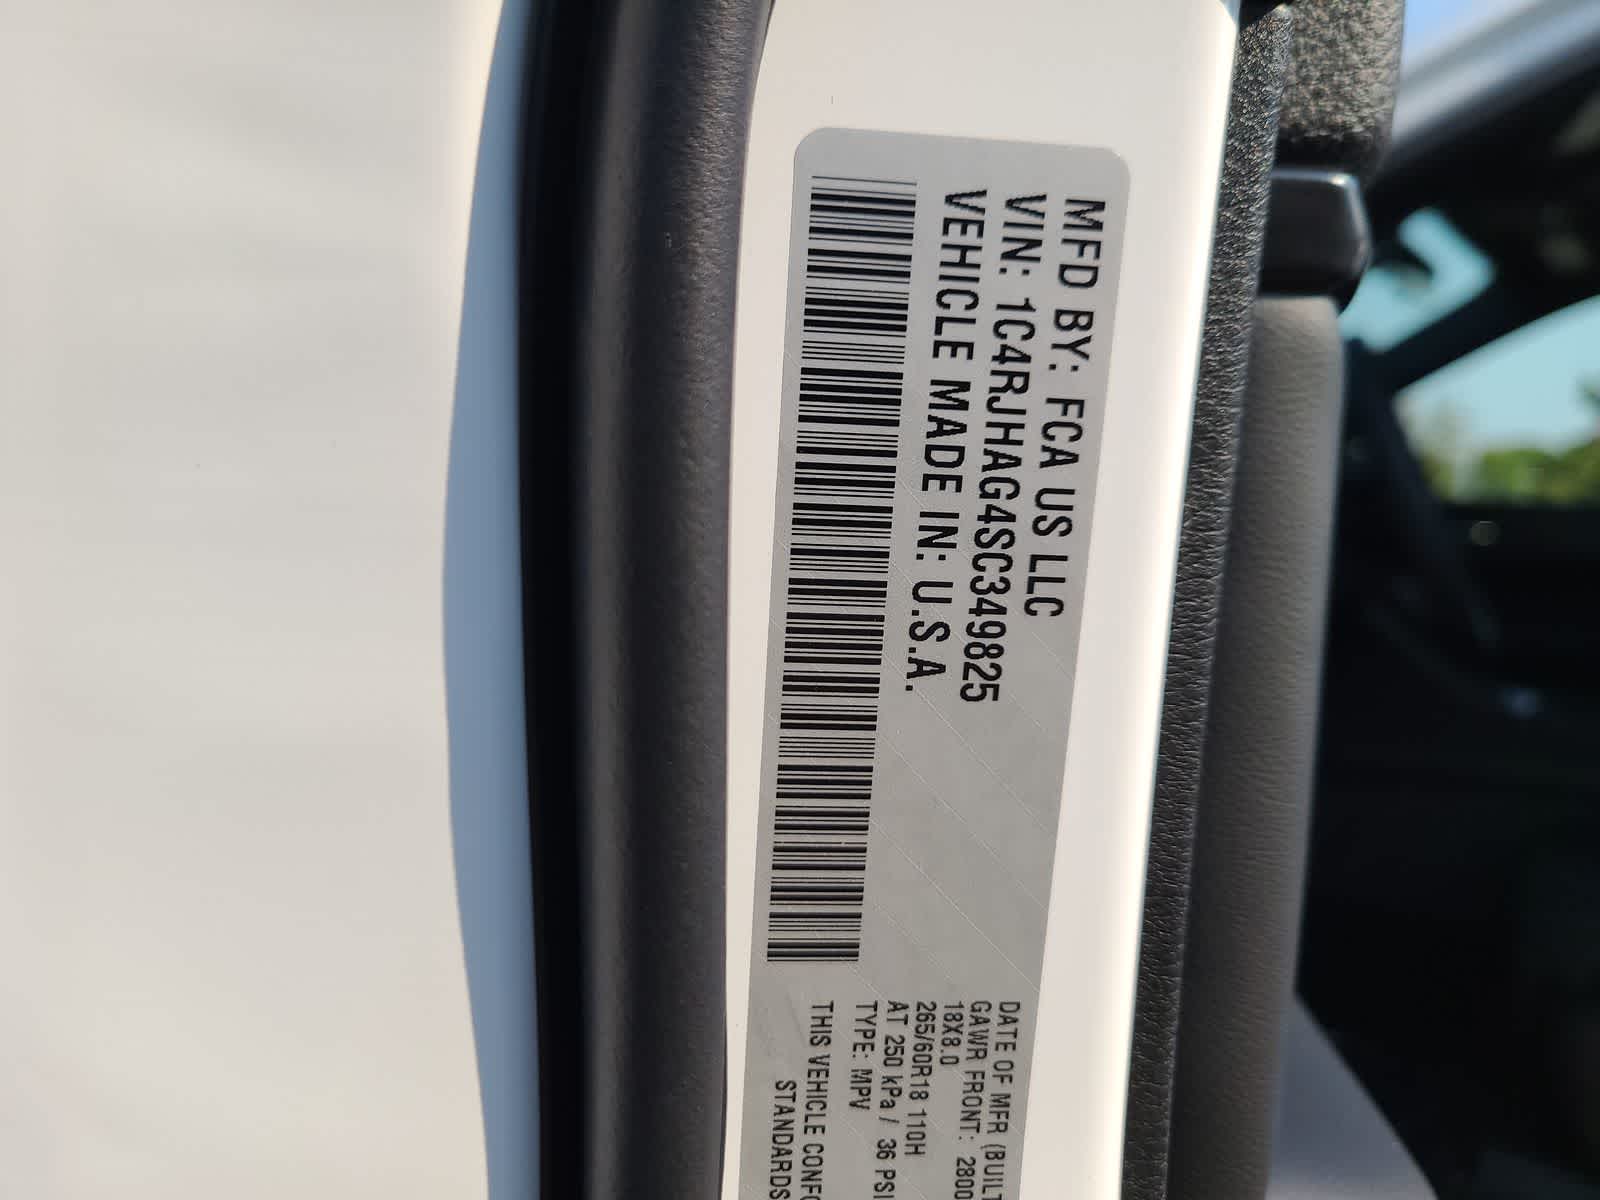 MFD BY: FCA US LLC
VIN: 1C4RJHAG4SC349825
VEHICLE MADE IN: U.S.A.
DATE OF MFR (BUILT
GAWR FRONT: 2800
18X8.0
265/60R18 110H
AT 250 kPa / 36 PSI
TYPE: MPV
THIS VEHICLE CONFO
STANDARDS